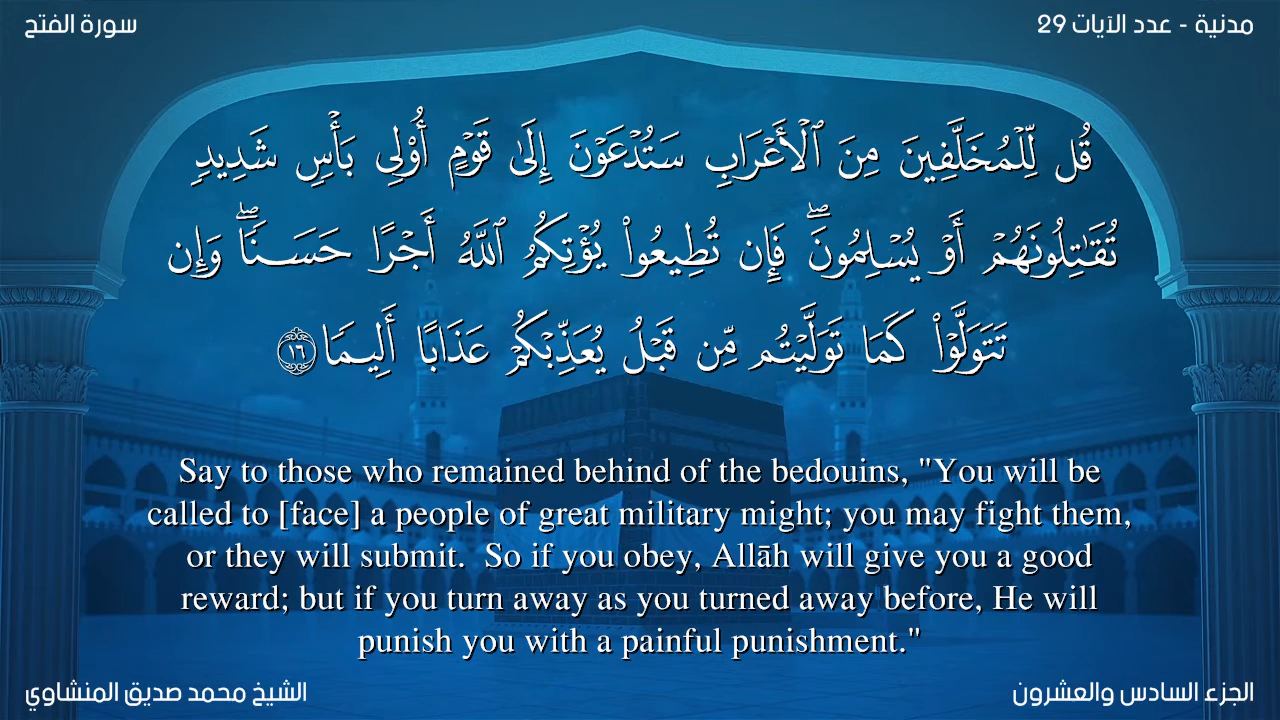 مدنية - عدد الآيات 29
سورة الفتح
قُل لِّلْمُخَلَّفِينَ مِنَ ٱلْأَعْرَابِ سَتُدْعَوْنَ إِلَىٰ قَوْمٍ أُو۟لِى بَأْسٍ شَدِيدٍ
تُقَـٰتِلُونَهُمْ أَوْ يُسْلِمُونَ ۖ فَإِن تُطِيعُوا۟ يُؤْتِكُمُ ٱللَّهُ أَجْرًا حَسَنًا ۖ وَإِن
تَتَوَلَّوْا۟ كَمَا تَوَلَّيْتُم مِّن قَبْلُ يُعَذِّبْكُمْ عَذَابًا أَلِيمًا ١٦
Say to those who remained behind of the bedouins, "You will be
called to [face] a people of great military might; you may fight them,
or they will submit.  So if you obey, Allāh will give you a good
reward; but if you turn away as you turned away before, He will
punish you with a painful punishment."
الجزء السادس والعشرون
الشيخ محمد صديق المنشاوي